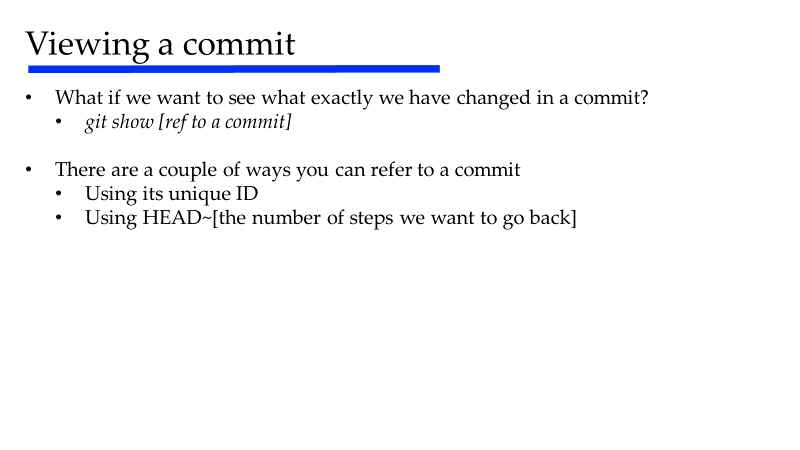 Viewing a commit
• What if we want to see what exactly we have changed in a commit?
• git show [ref to a commit]
• There are a couple of ways you can refer to a commit
• Using its unique ID
• Using HEAD~[the number of steps we want to go back]